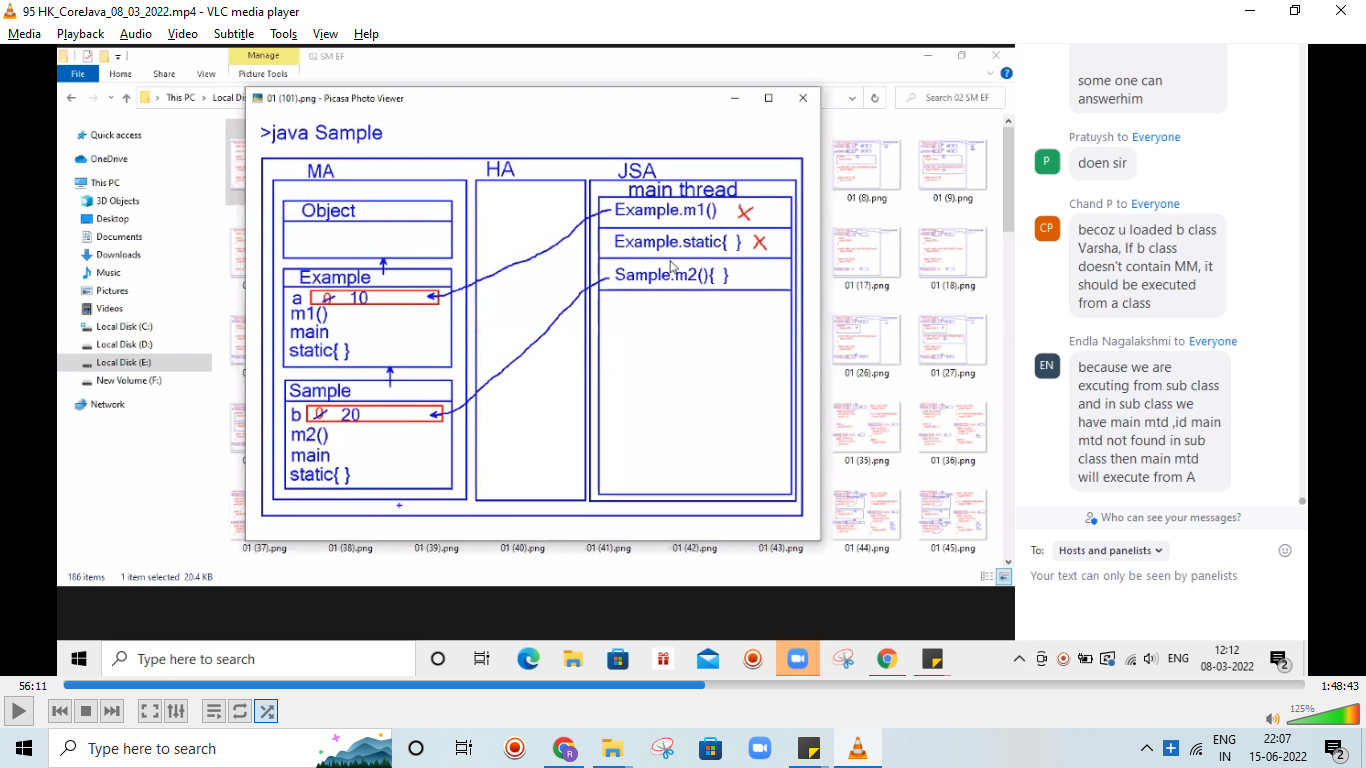 95 HK_CoreJava_08_03_2022.mp4 - VLC media player
Media Playback Audio Video Subtitle Tools View Help
Manage 02 SM EF
File Home Share View Picture Tools
This PC Local Di
Search 02 SM EF
01 (101).png - Picasa Photo Viewer
Quick access
OneDrive
This PC
3D Objects
Desktop
Documents
Downloads
Music
Pictures
Videos
Local Disk (C:)
Local Disk (D:)
Local Disk (E:)
New Volume (F:)
Network
>java Sample
MA HA JSA
main thread
Object
Example.m1()
Example.static{ }
Sample.m2(){ }
Example
a 0 10
m1()
main
static{ }
Sample
b 0 20
m2()
main
static{ }
01 (8).png 01 (9).png
01 (17).png 01 (18).png
01 (26).png 01 (27).png
01 (35).png 01 (36).png
01 (37).png 01 (38).png 01 (39).png 01 (40).png 01 (41).png 01 (42).png 01 (43).png 01 (44).png 01 (45).png
186 items 1 item selected 20.4 KB
some one can
answerhim
Pratuysh to Everyone
P
doen sir
Chand P to Everyone
CP
becoz u loaded b class
Varsha, If b class
doesn't contain MM, it
should be executed
from a class
Endla Nagalakshmi to Everyone
EN
because we are
excuting from sub class
and in sub class we
have main mtd ,id main
mtd not found in sub
class then main mtd
will execute from A
Who can see your messages?
To: Hosts and panelists
Your text can only be seen by panelists
Type here to search
ENG
12:12
08-03-2022
2
56:11
1:48:43
125%
Type here to search
R
ENG
IN
22:07
15-06-2022
2